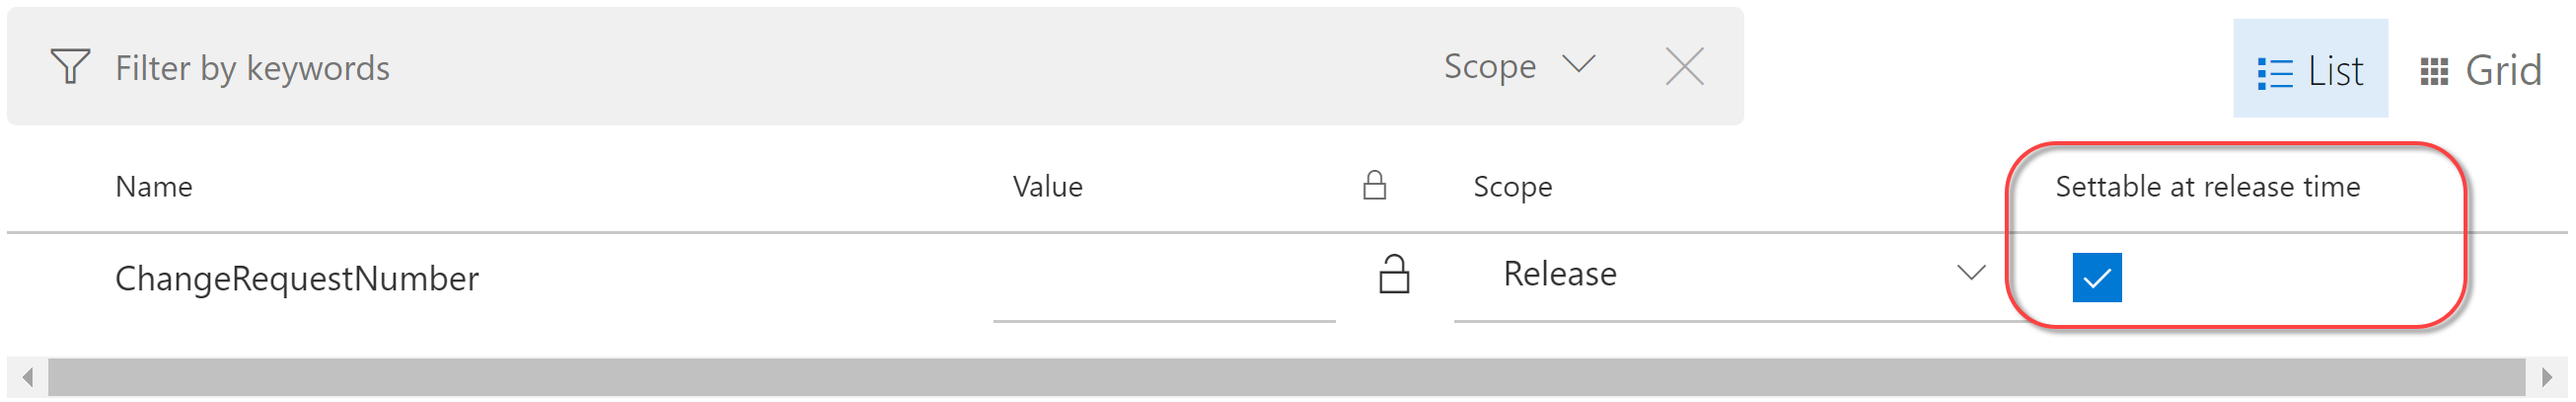 Filter by keywords Scope List Grid
Name Value Scope Settable at release time
ChangeRequestNumber Release